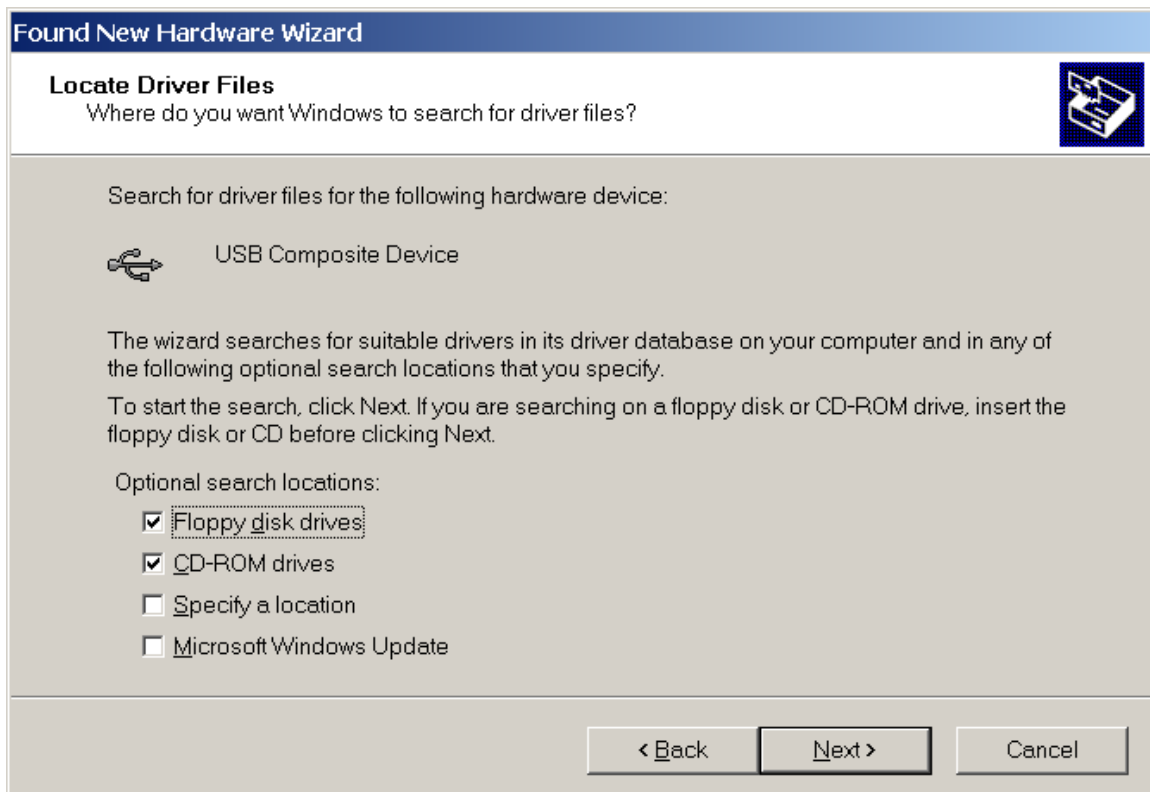 Found New Hardware Wizard
Locate Driver Files
Where do you want Windows to search for driver files?
Search for driver files for the following hardware device:
USB Composite Device
The wizard searches for suitable drivers in its driver database on your computer and in any of
the following optional search locations that you specify.
To start the search, click Next. If you are searching on a floppy disk or CD-ROM drive, insert the
floppy disk or CD before clicking Next.
Optional search locations:
Floppy disk drives
CD-ROM drives
Specify a location
Microsoft Windows Update
< Back Next > Cancel